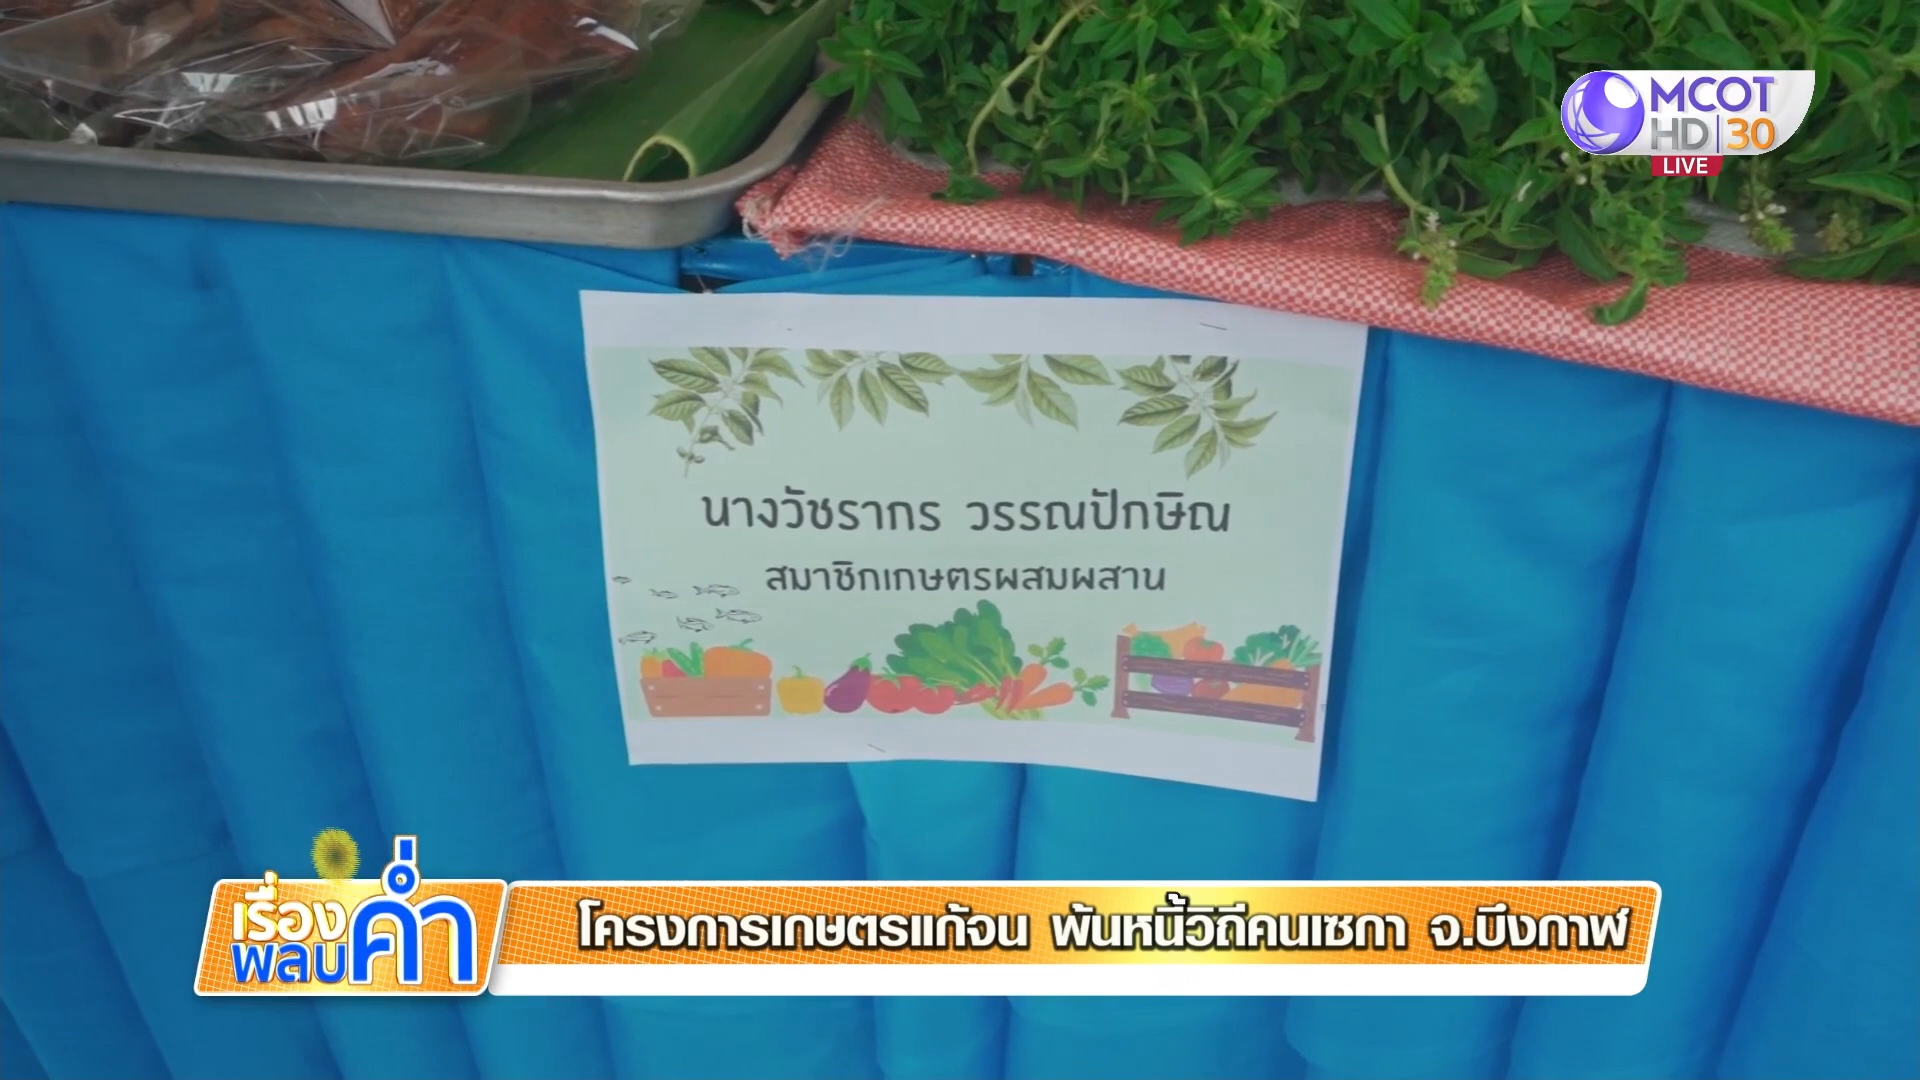 MCOT
HD 30
LIVE
นางวัชรากร วรรณปักษิณ
สมาชิกเกษตรผสมผสาน
เรื่อง
พลบ
ค่ำ
โครงการเกษตรแก้จน พ้นหนี้วิถีคนเซกา จ.บึงกาฬ